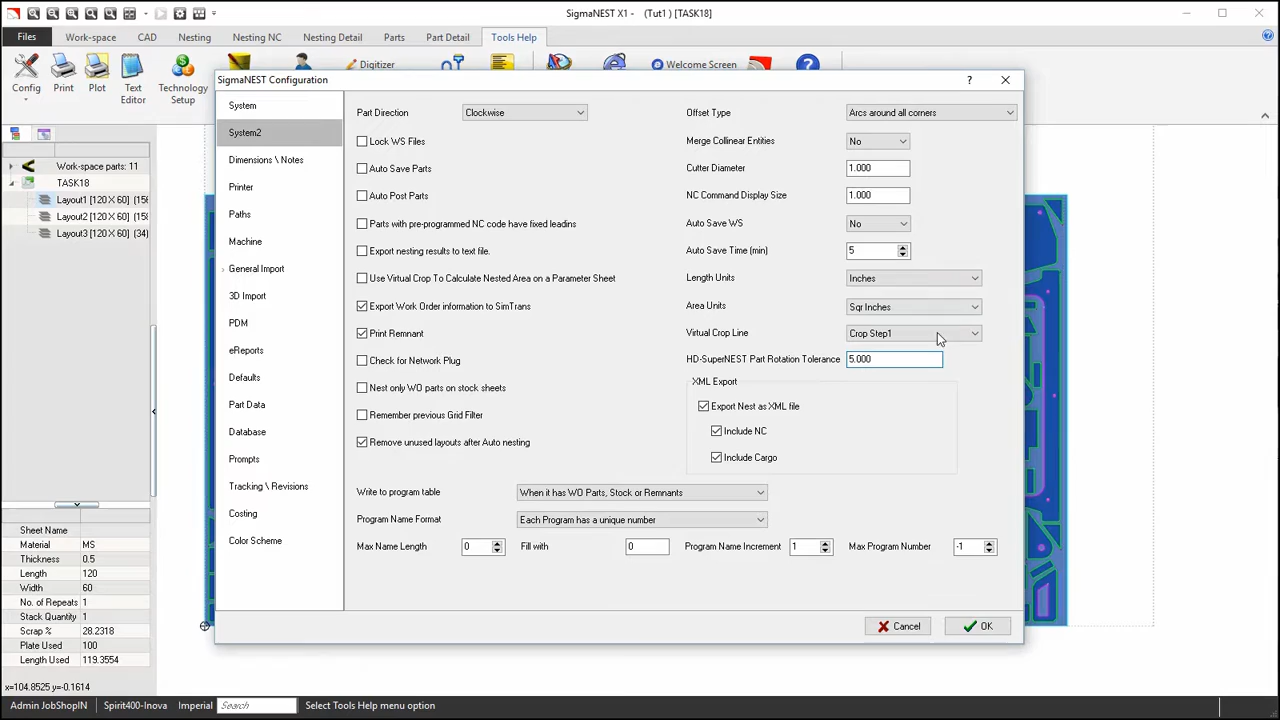 SigmaNEST X1 - (Tut1 ) [TASK18]
Files Work-space CAD Nesting Nesting NC Nesting Detail Parts Part Detail Tools Help
Config Print Plot Text Editor Technology Setup Digitizer Welcome Screen
SigmaNEST Configuration
Work-space parts: 11
TASK18
Layout1 [120 X 60] (15
Layout2 [120 X 60] (15
Layout3 [120 X 60] (34)
Sheet Name
Material MS
Thickness 0.5
Length 120
Width 60
No. of Repeats 1
Stack Quantity 1
Scrap % 28.2318
Plate Used 100
Length Used 119.3554
x=104.8525 y=-0.1614
System
System2
Dimensions \ Notes
Printer
Paths
Machine
General Import
3D Import
PDM
eReports
Defaults
Part Data
Database
Prompts
Tracking \ Revisions
Costing
Color Scheme
Part Direction Clockwise
Lock WS Files
Auto Save Parts
Auto Post Parts
Parts with pre-programmed NC code have fixed leadins
Export nesting results to text file.
Use Virtual Crop To Calculate Nested Area on a Parameter Sheet
Export Work Order information to SimTrans
Print Remnant
Check for Network Plug
Nest only WO parts on stock sheets
Remember previous Grid Filter
Remove unused layouts after Auto nesting
Offset Type Arcs around all corners
Merge Collinear Entities No
Cutter Diameter 1.000
NC Command Display Size 1.000
Auto Save WS No
Auto Save Time (min) 5
Length Units Inches
Area Units Sqr Inches
Virtual Crop Line Crop Step1
HD-SuperNEST Part Rotation Tolerance 5.000
XML Export
Export Nest as XML file
Include NC
Include Cargo
Write to program table When it has WO Parts, Stock or Remnants
Program Name Format Each Program has a unique number
Max Name Length 0 Fill with 0 Program Name Increment 1 Max Program Number -1
Cancel OK
Admin JobShopIN Spirit400-Inova Imperial Search Select Tools Help menu option